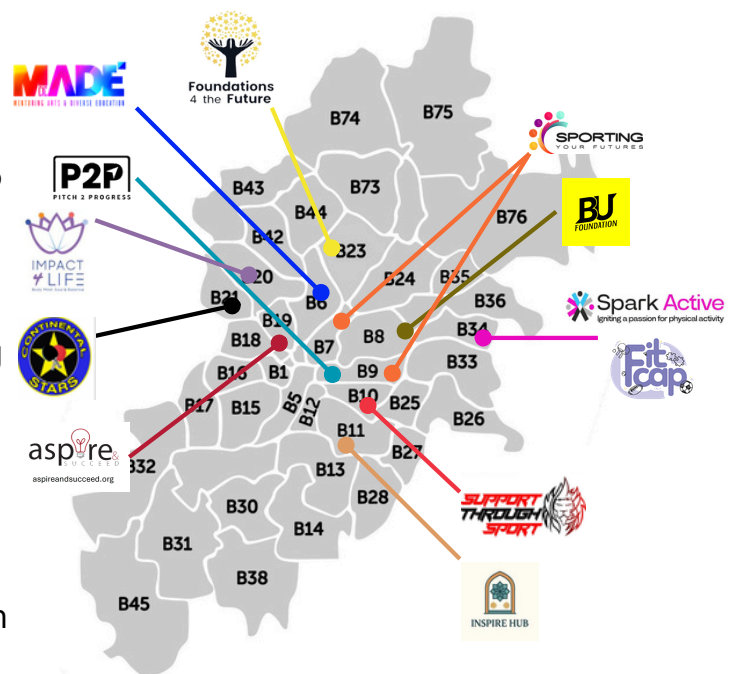 MADE
MENTORING ARTS & DIVERSE EDUCATION
Foundations
4 the Future
P2P
PITCH 2 PROGRESS
IMPACT
4 LIFE
CONTINENTAL
STARS
aspire&
SUCCEED
aspireandsucceed.org
SPORTING
YOUR FUTURES
BU
FOUNDATION
Spark Active
Igniting a passion for physical activity
Fit
cap
SUPPORT
THROUGH
SPORT
INSPIRE HUB
B74
B75
B43
B73
B44
B42
B23
B76
B20
B24
B35
B21
B6
B36
B19
B34
B18
B7
B8
B33
B16
B1
B9
B17
B15
B5
B12
B10
B25
B26
B11
B27
B32
B13
B28
B30
B14
B31
B38
B45
n